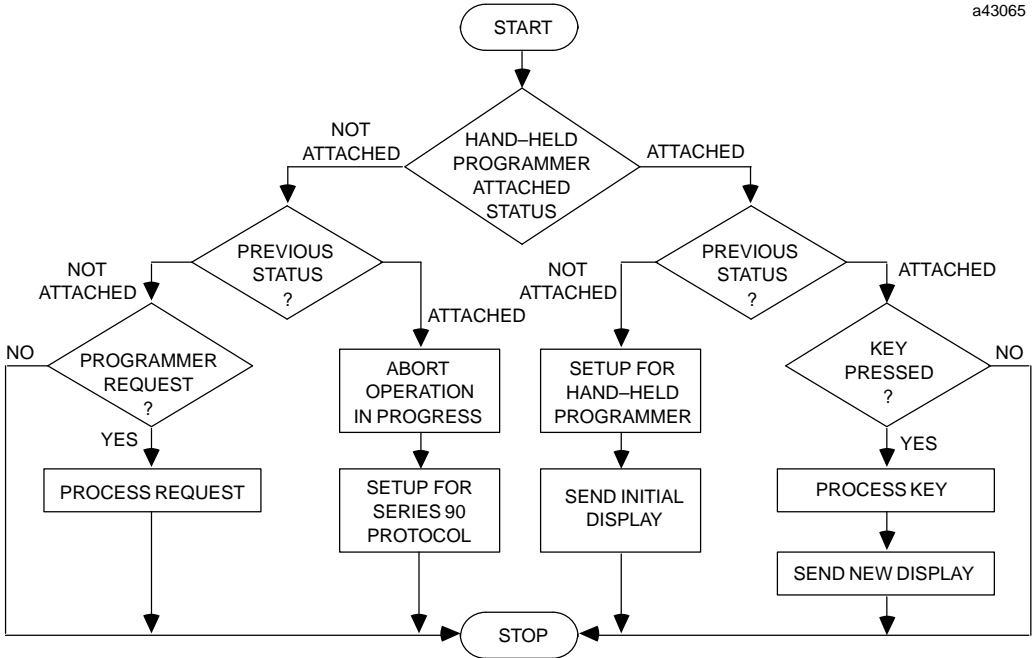 a43065
START
NOT
ATTACHED
HAND–HELD
PROGRAMMER
ATTACHED
STATUS
ATTACHED
PREVIOUS
STATUS
?
PREVIOUS
STATUS
?
NOT
ATTACHED
ATTACHED
NOT
ATTACHED
ATTACHED
NO
PROGRAMMER
REQUEST
?
YES
ABORT
OPERATION
IN PROGRESS
SETUP FOR
HAND–HELD
PROGRAMMER
KEY
PRESSED
?
NO
YES
PROCESS REQUEST
SETUP FOR
SERIES 90
PROTOCOL
SEND INITIAL
DISPLAY
PROCESS KEY
SEND NEW DISPLAY
STOP